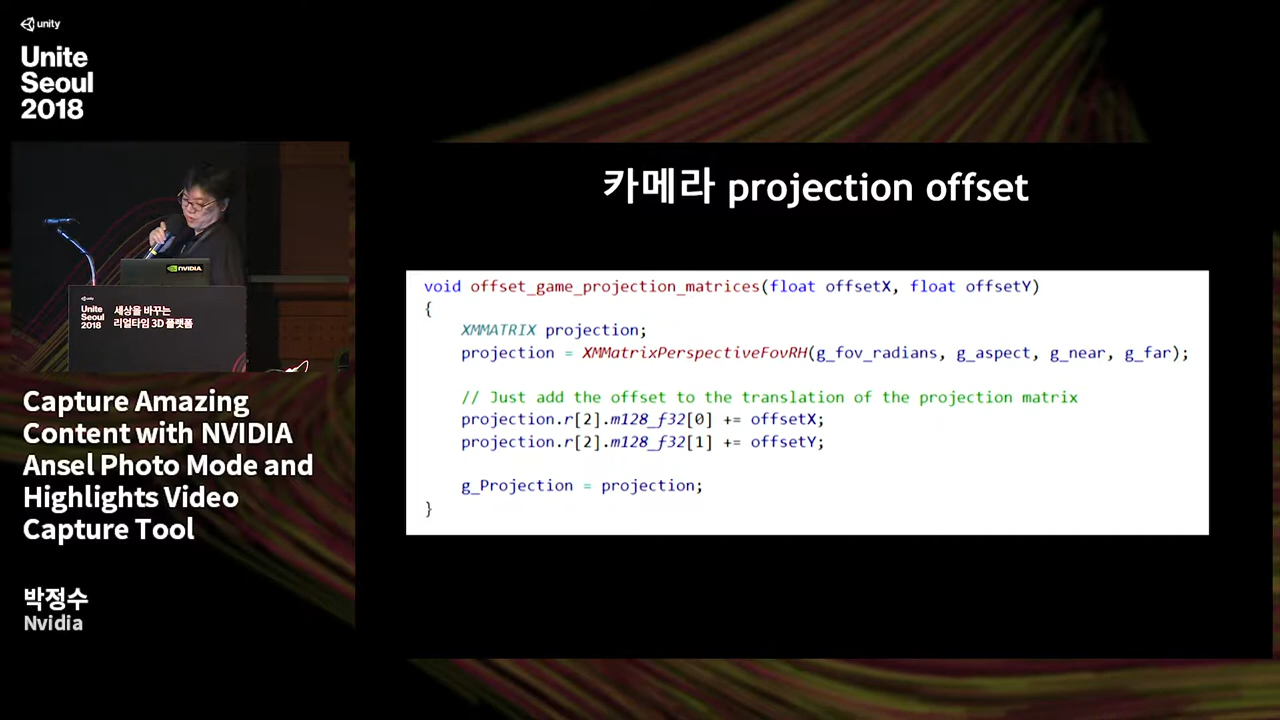 unity
Unite
Seoul
2018
NVIDIA
unity
Unite
Seoul
2018
세상을 바꾸는
리얼타임 3D 플랫폼
Capture Amazing
Content with NVIDIA
Ansel Photo Mode and
Highlights Video
Capture Tool
박정수
Nvidia
카메라 projection offset
void offset_game_projection_matrices(float offsetX, float offsetY)
{
XMMATRIX projection;
projection = XMMatrixPerspectiveFovRH(g_fov_radians, g_aspect, g_near, g_far);
// Just add the offset to the translation of the projection matrix
projection.r[2].m128_f32[0] += offsetX;
projection.r[2].m128_f32[1] += offsetY;
g_Projection = projection;
}